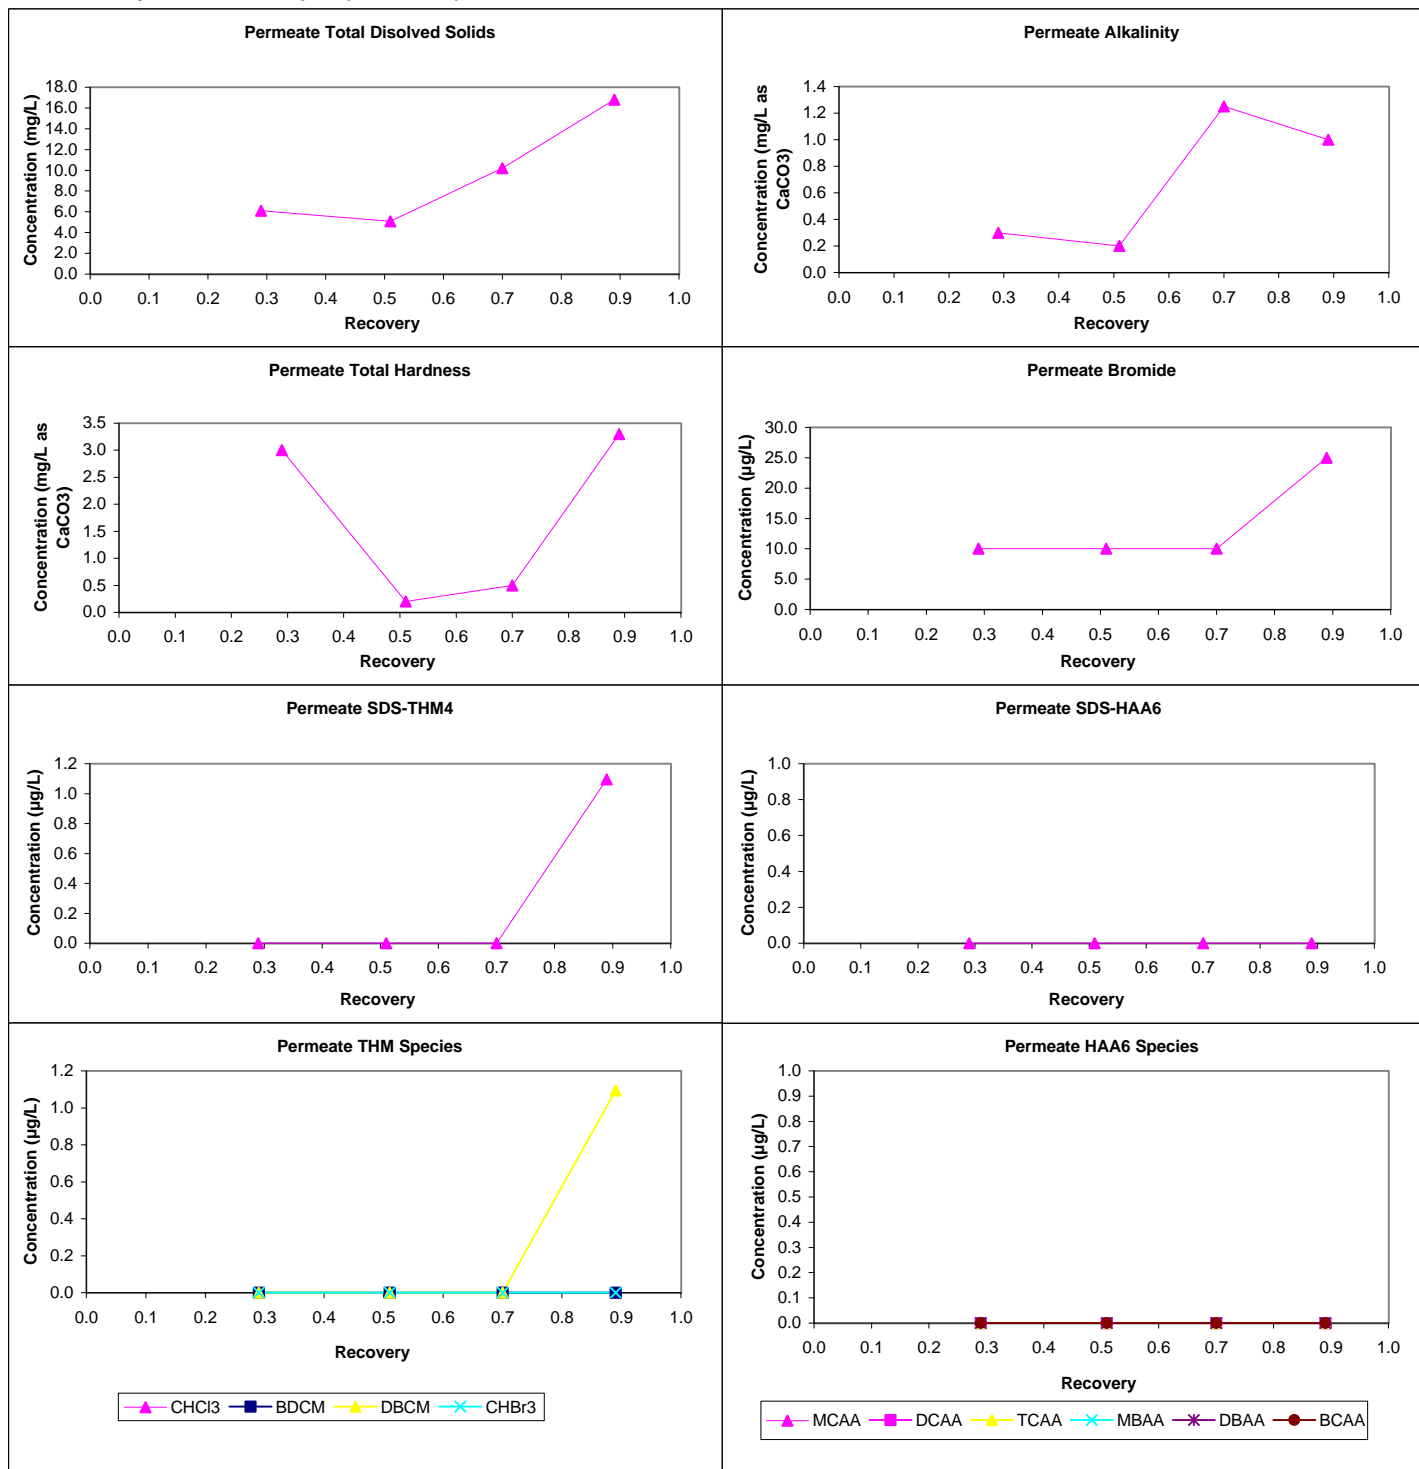 Permeate Total Disolved Solids
Concentration (mg/L)
18.0
16.0
14.0
12.0
10.0
8.0
6.0
4.0
2.0
0.0
0.0 0.1 0.2 0.3 0.4 0.5 0.6 0.7 0.8 0.9 1.0
Recovery
Permeate Alkalinity
Concentration (mg/L as
CaCO3)
1.4
1.2
1.0
0.8
0.6
0.4
0.2
0.0
0.0 0.1 0.2 0.3 0.4 0.5 0.6 0.7 0.8 0.9 1.0
Recovery
Permeate Total Hardness
Concentration (mg/L as
CaCO3)
3.5
3.0
2.5
2.0
1.5
1.0
0.5
0.0
0.0 0.1 0.2 0.3 0.4 0.5 0.6 0.7 0.8 0.9 1.0
Recovery
Permeate Bromide
Concentration (µg/L)
30.0
25.0
20.0
15.0
10.0
5.0
0.0
0.0 0.1 0.2 0.3 0.4 0.5 0.6 0.7 0.8 0.9 1.0
Recovery
Permeate SDS-THM4
Concentration (µg/L)
1.2
1.0
0.8
0.6
0.4
0.2
0.0
0.0 0.1 0.2 0.3 0.4 0.5 0.6 0.7 0.8 0.9 1.0
Recovery
Permeate SDS-HAA6
Concentration (µg/L)
1.0
0.8
0.6
0.4
0.2
0.0
0.0 0.1 0.2 0.3 0.4 0.5 0.6 0.7 0.8 0.9 1.0
Recovery
Permeate THM Species
Concentration (µg/L)
1.2
1.0
0.8
0.6
0.4
0.2
0.0
0.0 0.1 0.2 0.3 0.4 0.5 0.6 0.7 0.8 0.9 1.0
Recovery
CHCl3 BDCM DBCM CHBr3
Permeate HAA6 Species
Concentration (µg/L)
1.0
0.9
0.8
0.7
0.6
0.5
0.4
0.3
0.2
0.1
0.0
0.0 0.1 0.2 0.3 0.4 0.5 0.6 0.7 0.8 0.9 1.0
Recovery
MCAA DCAA TCAA MBAA DBAA BCAA